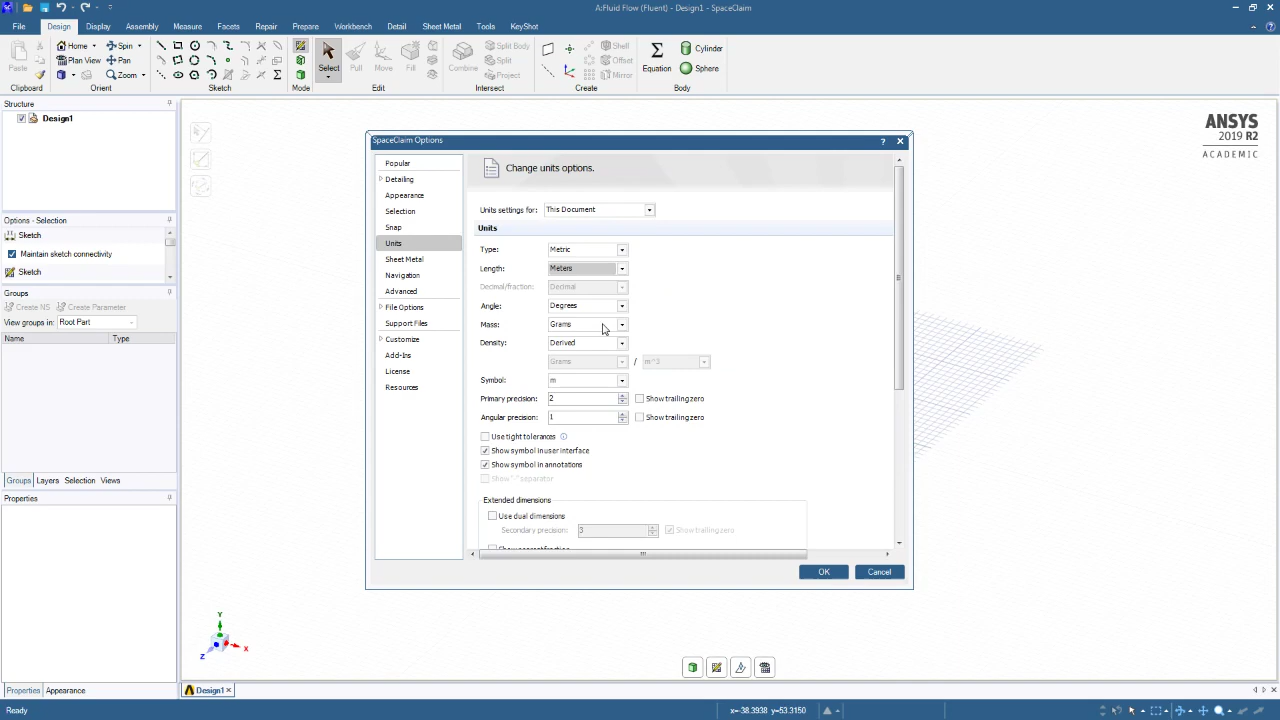 A:Fluid Flow (Fluent) - Design1 - SpaceClaim
File Design Display Assembly Measure Facets Repair Prepare Workbench Detail Sheet Metal Tools KeyShot
Home Spin Shell Cylinder
Split Body
Plan View Pan Split Offset
Paste Zoom Select Pull Move Fill Combine Project Mirror Equation Sphere
Clipboard Orient Sketch Mode Edit Intersect Create Body
Structure
Design1
ANSYS
2019 R2
ACADEMIC
Options - Selection
Sketch
Maintain sketch connectivity
Sketch
Groups
Create NS Create Parameter
View groups in: Root Part
Name Type
Groups Layers Selection Views
Properties
Properties Appearance
SpaceClaim Options
?
Popular
Detailing
Appearance
Selection
Snap
Units
Sheet Metal
Navigation
Advanced
File Options
Support Files
Customize
Add-Ins
License
Resources
Change units options.
Units settings for: This Document
Units
Type: Metric
Length: Meters
Decimal/fraction: Decimal
Angle: Degrees
Mass: Grams
Density: Derived
Grams / m^3
Symbol: m
Primary precision: 2 Show trailing zero
Angular precision: 1 Show trailing zero
Use tight tolerances
Show symbol in user interface
Show symbol in annotations
Show "-" separator
Extended dimensions
Use dual dimensions
Secondary precision: 3 Show trailing zero
OK Cancel
Y
X
Z
Design1
Ready
x=-38.3938 y=53.3150